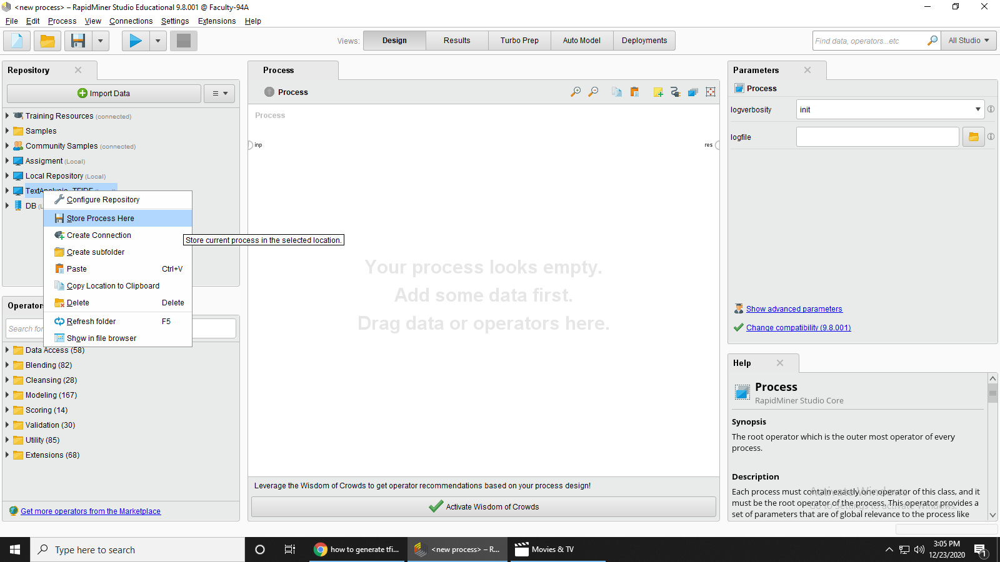 <new process> – RapidMiner Studio Educational 9.8.001 @ Faculty-94A
File Edit Process View Connections Settings Extensions Help
Views: Design Results Turbo Prep Auto Model Deployments
Find data, operators...etc All Studio
Repository
Import Data
Training Resources (connected)
Samples
Community Samples (connected)
Assigment (Local)
Local Repository (Local)
DB
Configure Repository
Store Process Here
Create Connection
Create subfolder
Paste Ctrl+V
Copy Location to Clipboard
Delete Delete
Refresh folder F5
Show in file browser
Store current process in the selected location.
Operators
Search for
Data Access (58)
Blending (82)
Cleansing (28)
Modeling (167)
Scoring (14)
Validation (30)
Utility (85)
Extensions (68)
Get more operators from the Marketplace
Process
Process
Process
inp
res
Your process looks empty.
Add some data first.
Drag data or operators here.
Leverage the Wisdom of Crowds to get operator recommendations based on your process design!
Activate Wisdom of Crowds
Parameters
Process
logverbosity init
logfile
Show advanced parameters
Change compatibility (9.8.001)
Help
Process
RapidMiner Studio Core
Synopsis
The root operator which is the outer most operator of every
process.
Description
Each process must contain exactly one operator of this class, and it
must be the root operator of the process. This operator provides a
set of parameters that are of global relevance to the process like
Activate Windows
Go to Settings to activate Windows.
Type here to search
how to generate tfi...
<new process> – R...
Movies & TV
3:05 PM
12/23/2020
1